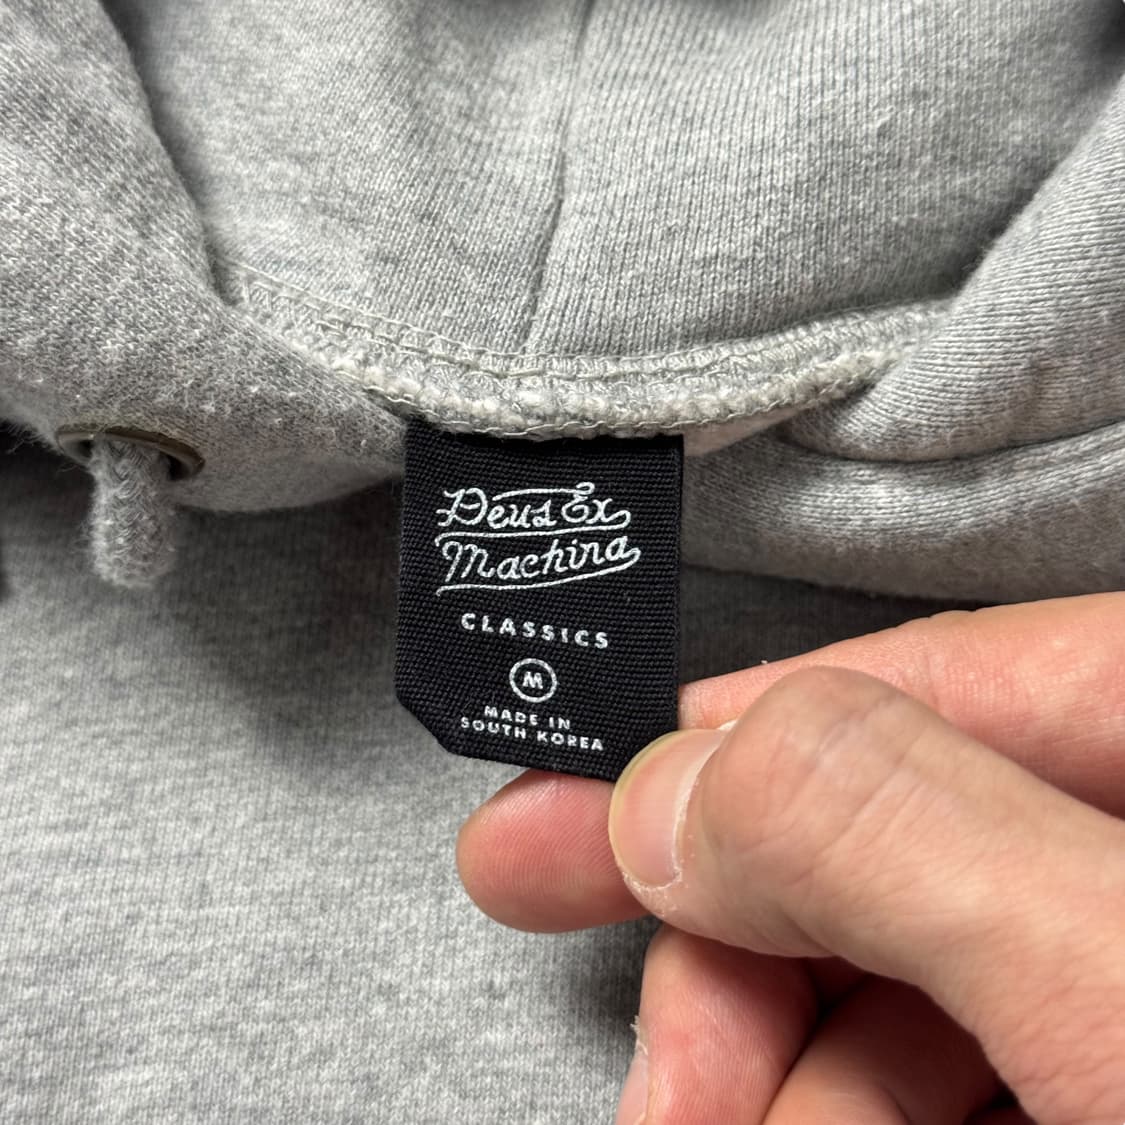 Deus Ex
Machina
CLASSICS
M
MADE IN
SOUTH KOREA